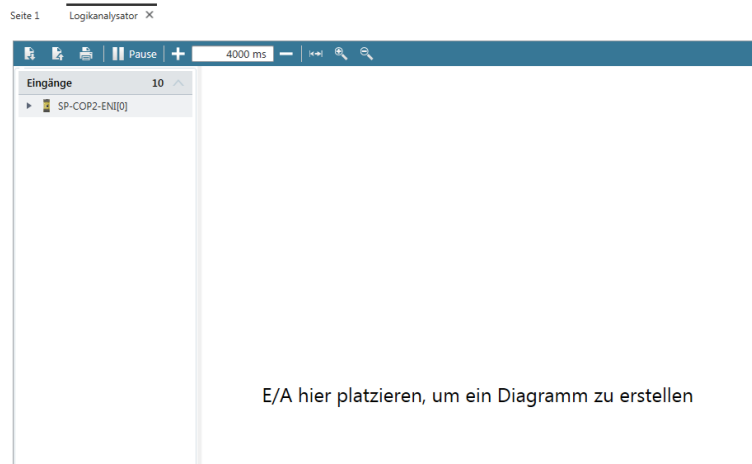 Seite 1 Logikanalysator
Pause 4000 ms
Eingänge 10
SP-COP2-ENI[0]
E/A hier platzieren, um ein Diagramm zu erstellen